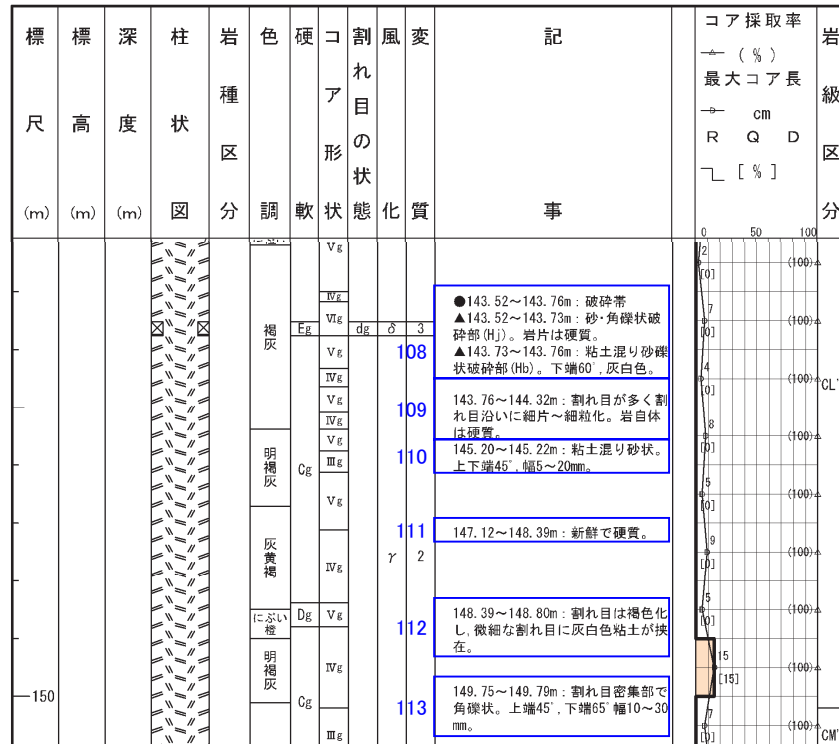 標尺(m)
標高(m)
深度(m)
柱状図
岩種区分
色調
硬軟
コア形状
割れ目の状態
風化
変質
記事
コア採取率
(%)
最大コア長
cm
R Q D
[%]
岩級区分
0 50 100
褐灰
明褐灰
灰黄褐
にぶい橙
明褐灰
Eg
Cg
Dg
Cg
Vg
Ⅳg
Ⅵg
Vg
Ⅳg
Vg
Ⅳg
Vg
Ⅲg
Vg
Ⅳg
Vg
Ⅳg
Ⅲg
dg
δ
γ
3
2
108
●143.52～143.76m：破砕帯
▲143.52～143.73m：砂・角礫状破
砕部(Hj)。岩片は硬質。
▲143.73～143.76m：粘土混り砂礫
状破砕部(Hb)。下端60°,灰白色。
109
143.76～144.32m：割れ目が多く割
れ目沿いに細片～細粒化。岩自体
は硬質。
110
145.20～145.22m：粘土混り砂状。
上下端45°,幅5～20mm。
111
147.12～148.39m：新鮮で硬質。
112
148.39～148.80m：割れ目は褐色化
し,微細な割れ目に灰白色粘土が挟
在。
113
149.75～149.79m：割れ目密集部で
角礫状。上端45°,下端65°幅10～30
mm。
150
2
[0]
(100)
7
[0]
(100)
4
[0]
(100)
8
[0]
(100)
5
[0]
(100)
9
[0]
(100)
5
[0]
(100)
15
[15]
(100)
7
[0]
(100)
CL'
CM'